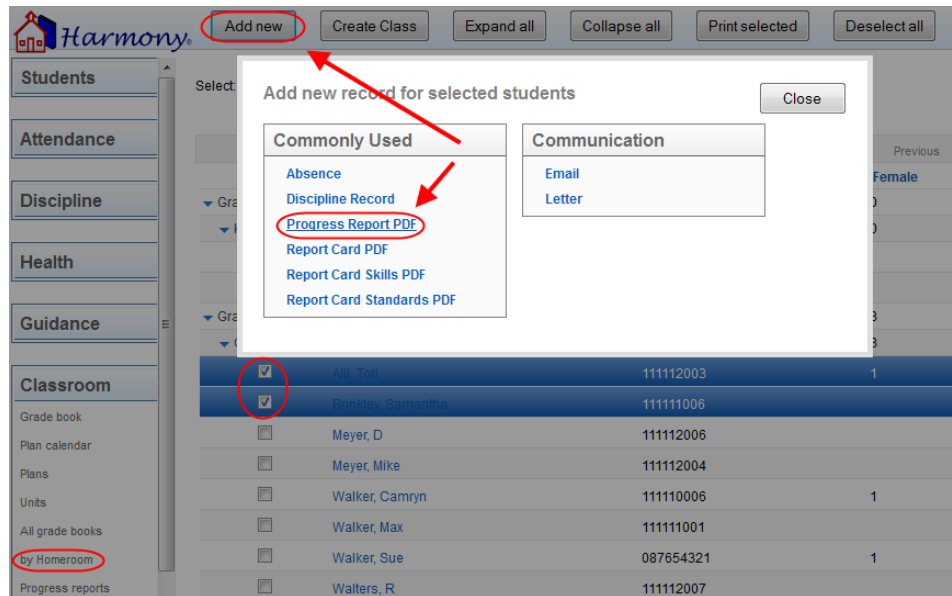 Harmony®
Add new
Create Class
Expand all
Collapse all
Print selected
Deselect all
Students
Attendance
Discipline
Health
Guidance
Classroom
Grade book
Plan calendar
Plans
Units
All grade books
by Homeroom
Progress reports
Select:
Add new record for selected students
Close
Commonly Used
Absence
Discipline Record
Progress Report PDF
Report Card PDF
Report Card Skills PDF
Report Card Standards PDF
Communication
Email
Letter
Previous
Female
Alli, Tori 111112003 1
Brinkley, Samantha 111111006
Meyer, D 111112006
Meyer, Mike 111112004
Walker, Camryn 111110006 1
Walker, Max 111111001
Walker, Sue 087654321 1
Walters, R 111112007